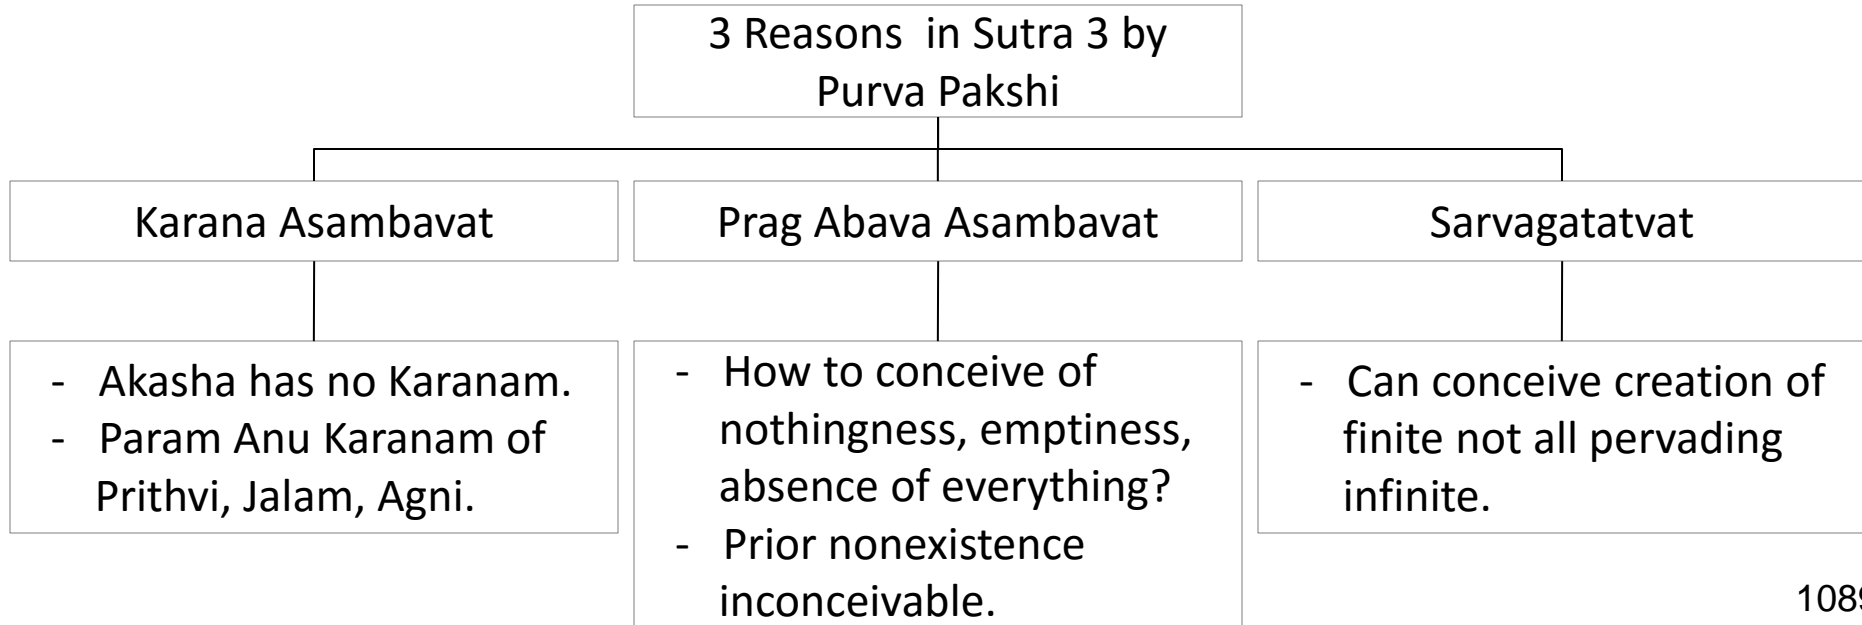 3 Reasons in Sutra 3 by
Purva Pakshi
Karana Asambavat
Prag Abava Asambavat
Sarvagatatvat
- Akasha has no Karanam.
- Param Anu Karanam of
Prithvi, Jalam, Agni.
- How to conceive of
nothingness, emptiness,
absence of everything?
- Prior nonexistence
inconceivable.
- Can conceive creation of
finite not all pervading
infinite.
1089